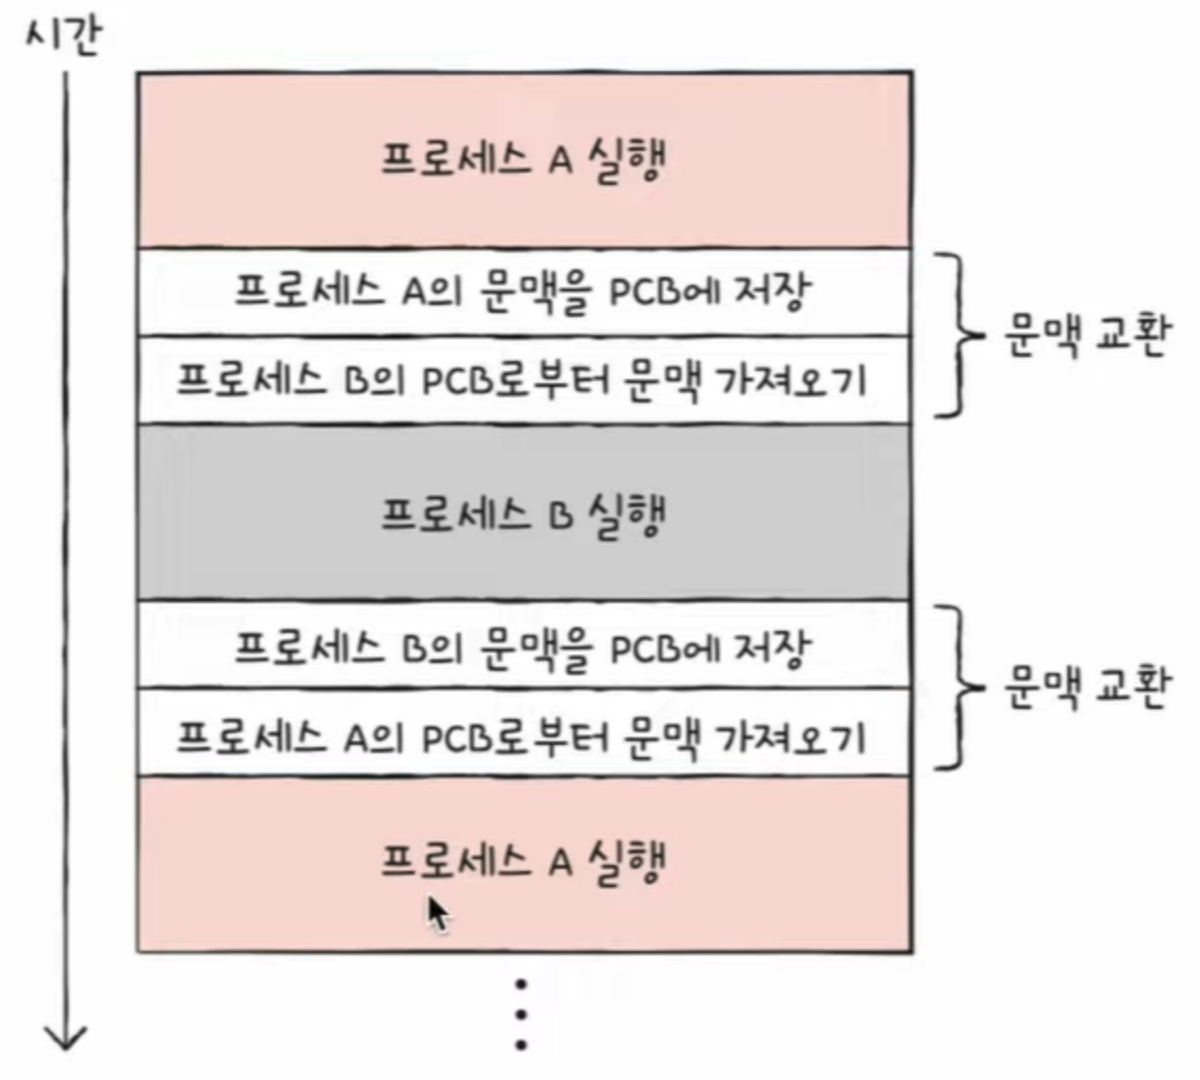 시간
프로세스 A 실행
프로세스 A의 문맥을 PCB에 저장
프로세스 B의 PCB로부터 문맥 가져오기
문맥 교환
프로세스 B 실행
프로세스 B의 문맥을 PCB에 저장
프로세스 A의 PCB로부터 문맥 가져오기
문맥 교환
프로세스 A 실행